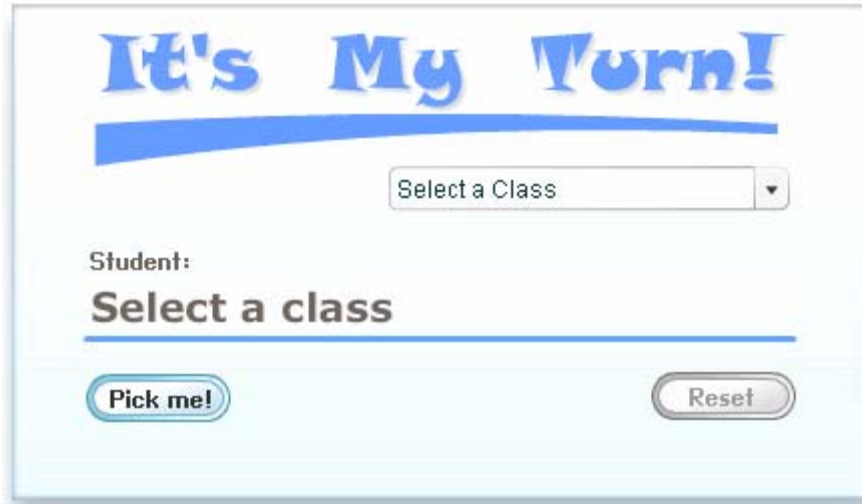 It's My Turn!
Select a Class
Student:
Select a class
Pick me!
Reset